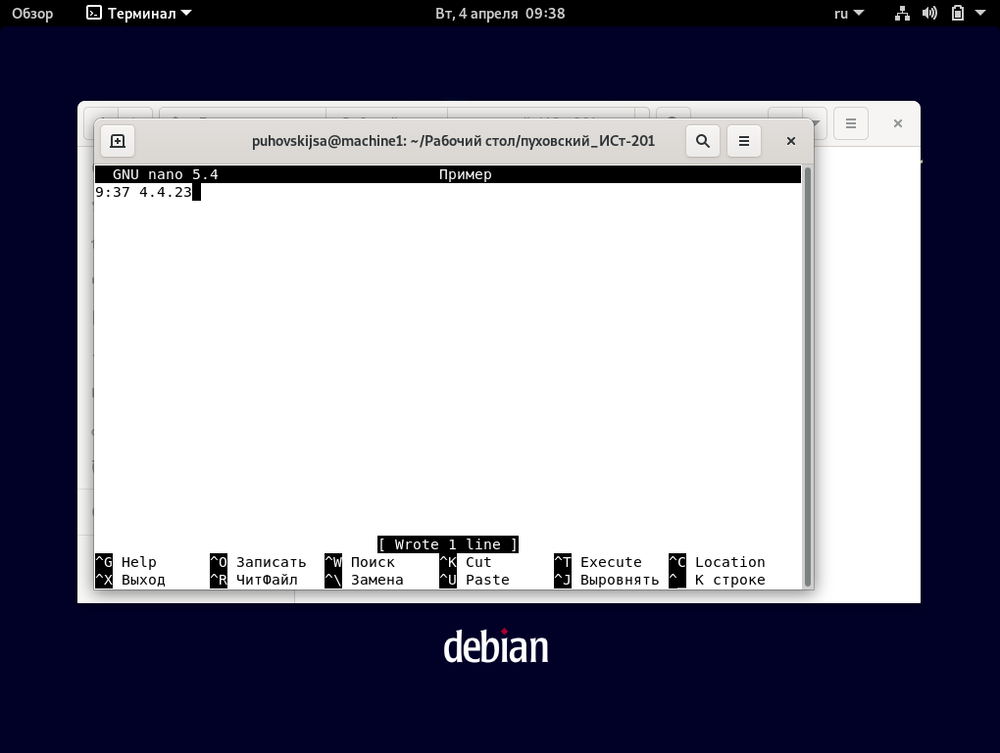 Обзор Терминал Вт, 4 апреля 09:38 ru
puhovskijsa@machine1: ~/Рабочий стол/пуховский_ИСт-201
GNU nano 5.4 Пример
9:37 4.4.23
[ Wrote 1 line ]
^G Help ^O Записать ^W Поиск ^K Cut ^T Execute ^C Location
^X Выход ^R ЧитФайл ^\ Замена ^U Paste ^J Выровнять ^_ К строке
debian